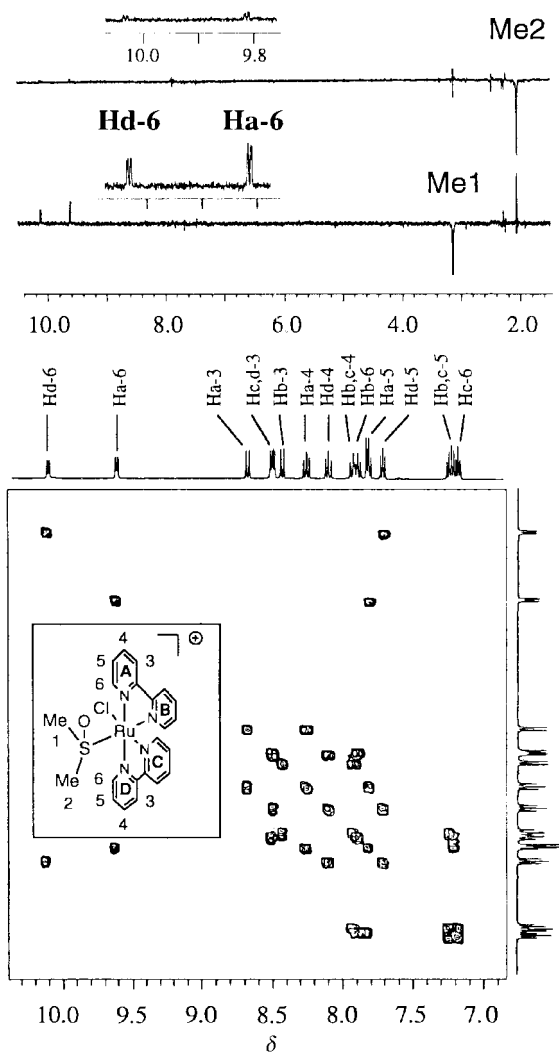 10.0 9.8
Me2
Hd-6 Ha-6
Me1
10.0 8.0 6.0 4.0 2.0
Hd-6
Ha-6
Ha-3
Hc,d-3
Hb-3
Ha-4
Hd-4
Hb,c-4
Hb-6
Ha-5
Hd-5
Hb,c-5
Hc-6
4
5 3
A
6
N
B
N
Cl
O
Me
1
S
Ru
Me
2
N
C
6
N
D
5 3
4
+
10.0 9.5 9.0 8.5 8.0 7.5 7.0
δ